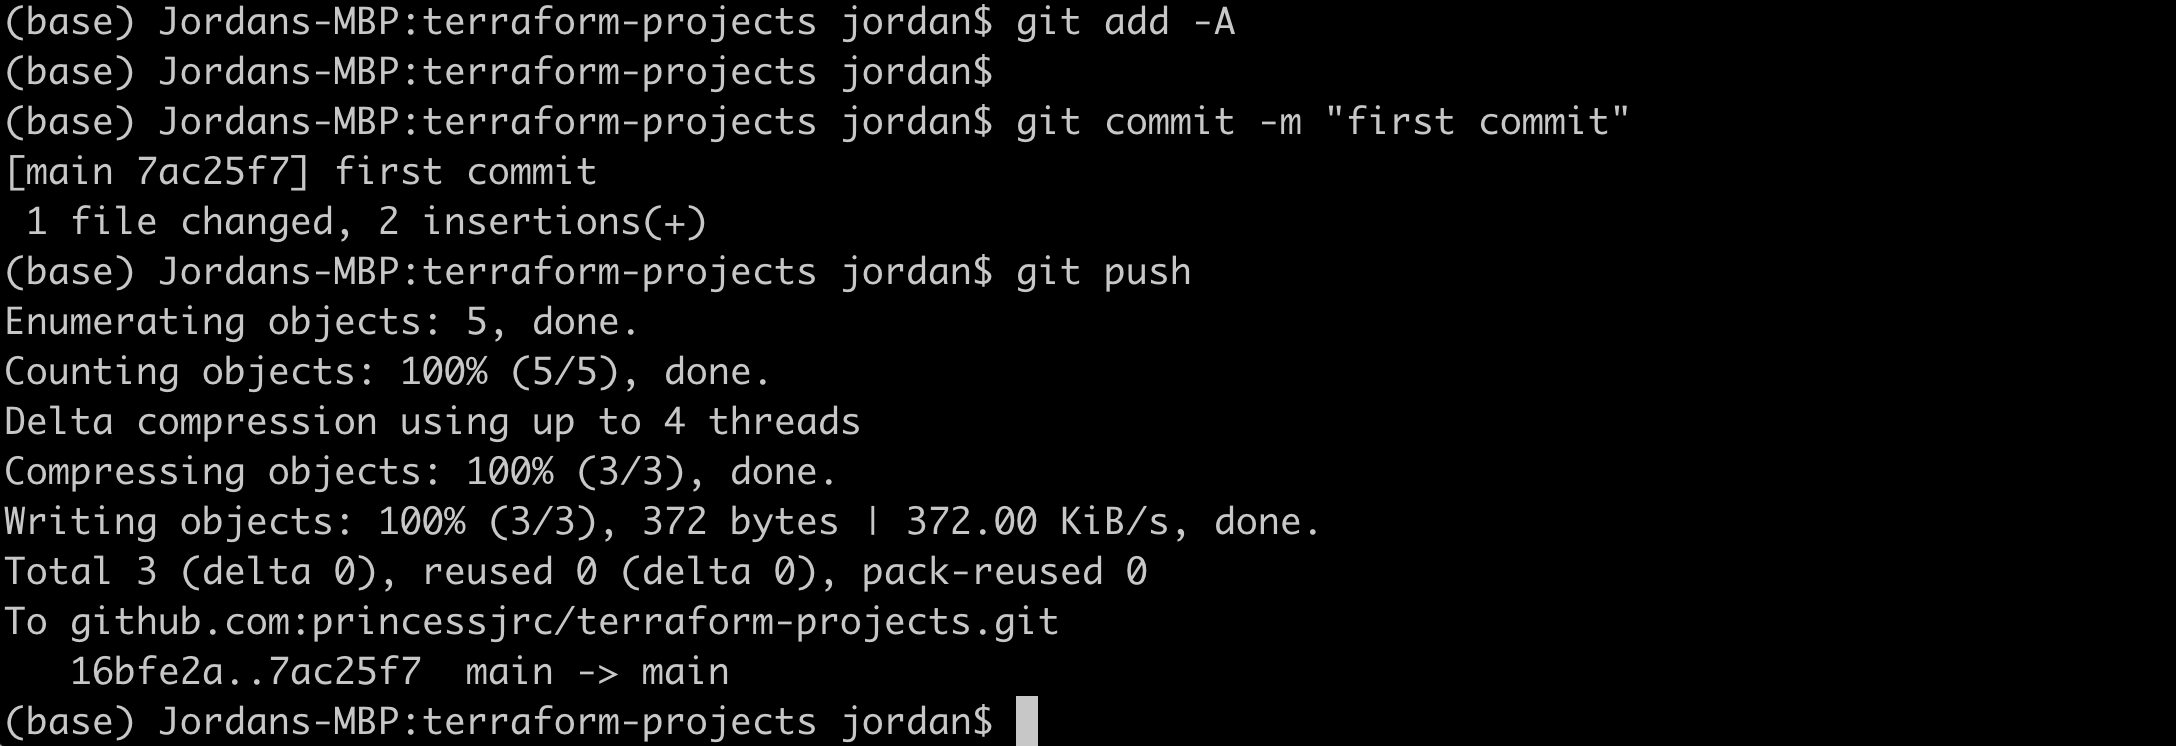 (base) Jordans-MBP:terraform-projects jordan$ git add -A
(base) Jordans-MBP:terraform-projects jordan$
(base) Jordans-MBP:terraform-projects jordan$ git commit -m "first commit"
[main 7ac25f7] first commit
 1 file changed, 2 insertions(+)
(base) Jordans-MBP:terraform-projects jordan$ git push
Enumerating objects: 5, done.
Counting objects: 100% (5/5), done.
Delta compression using up to 4 threads
Compressing objects: 100% (3/3), done.
Writing objects: 100% (3/3), 372 bytes | 372.00 KiB/s, done.
Total 3 (delta 0), reused 0 (delta 0), pack-reused 0
To github.com:princessjrc/terraform-projects.git
   16bfe2a..7ac25f7  main -> main
(base) Jordans-MBP:terraform-projects jordan$